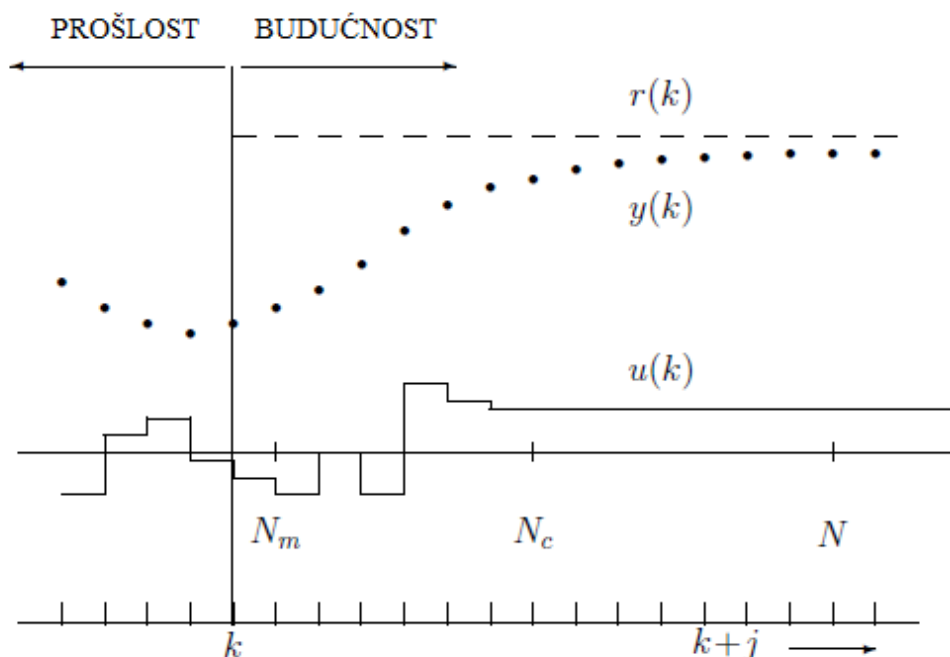 PROŠLOST BUDUĆNOST
r(k)
y(k)
u(k)
N_m N_c N
k k+j